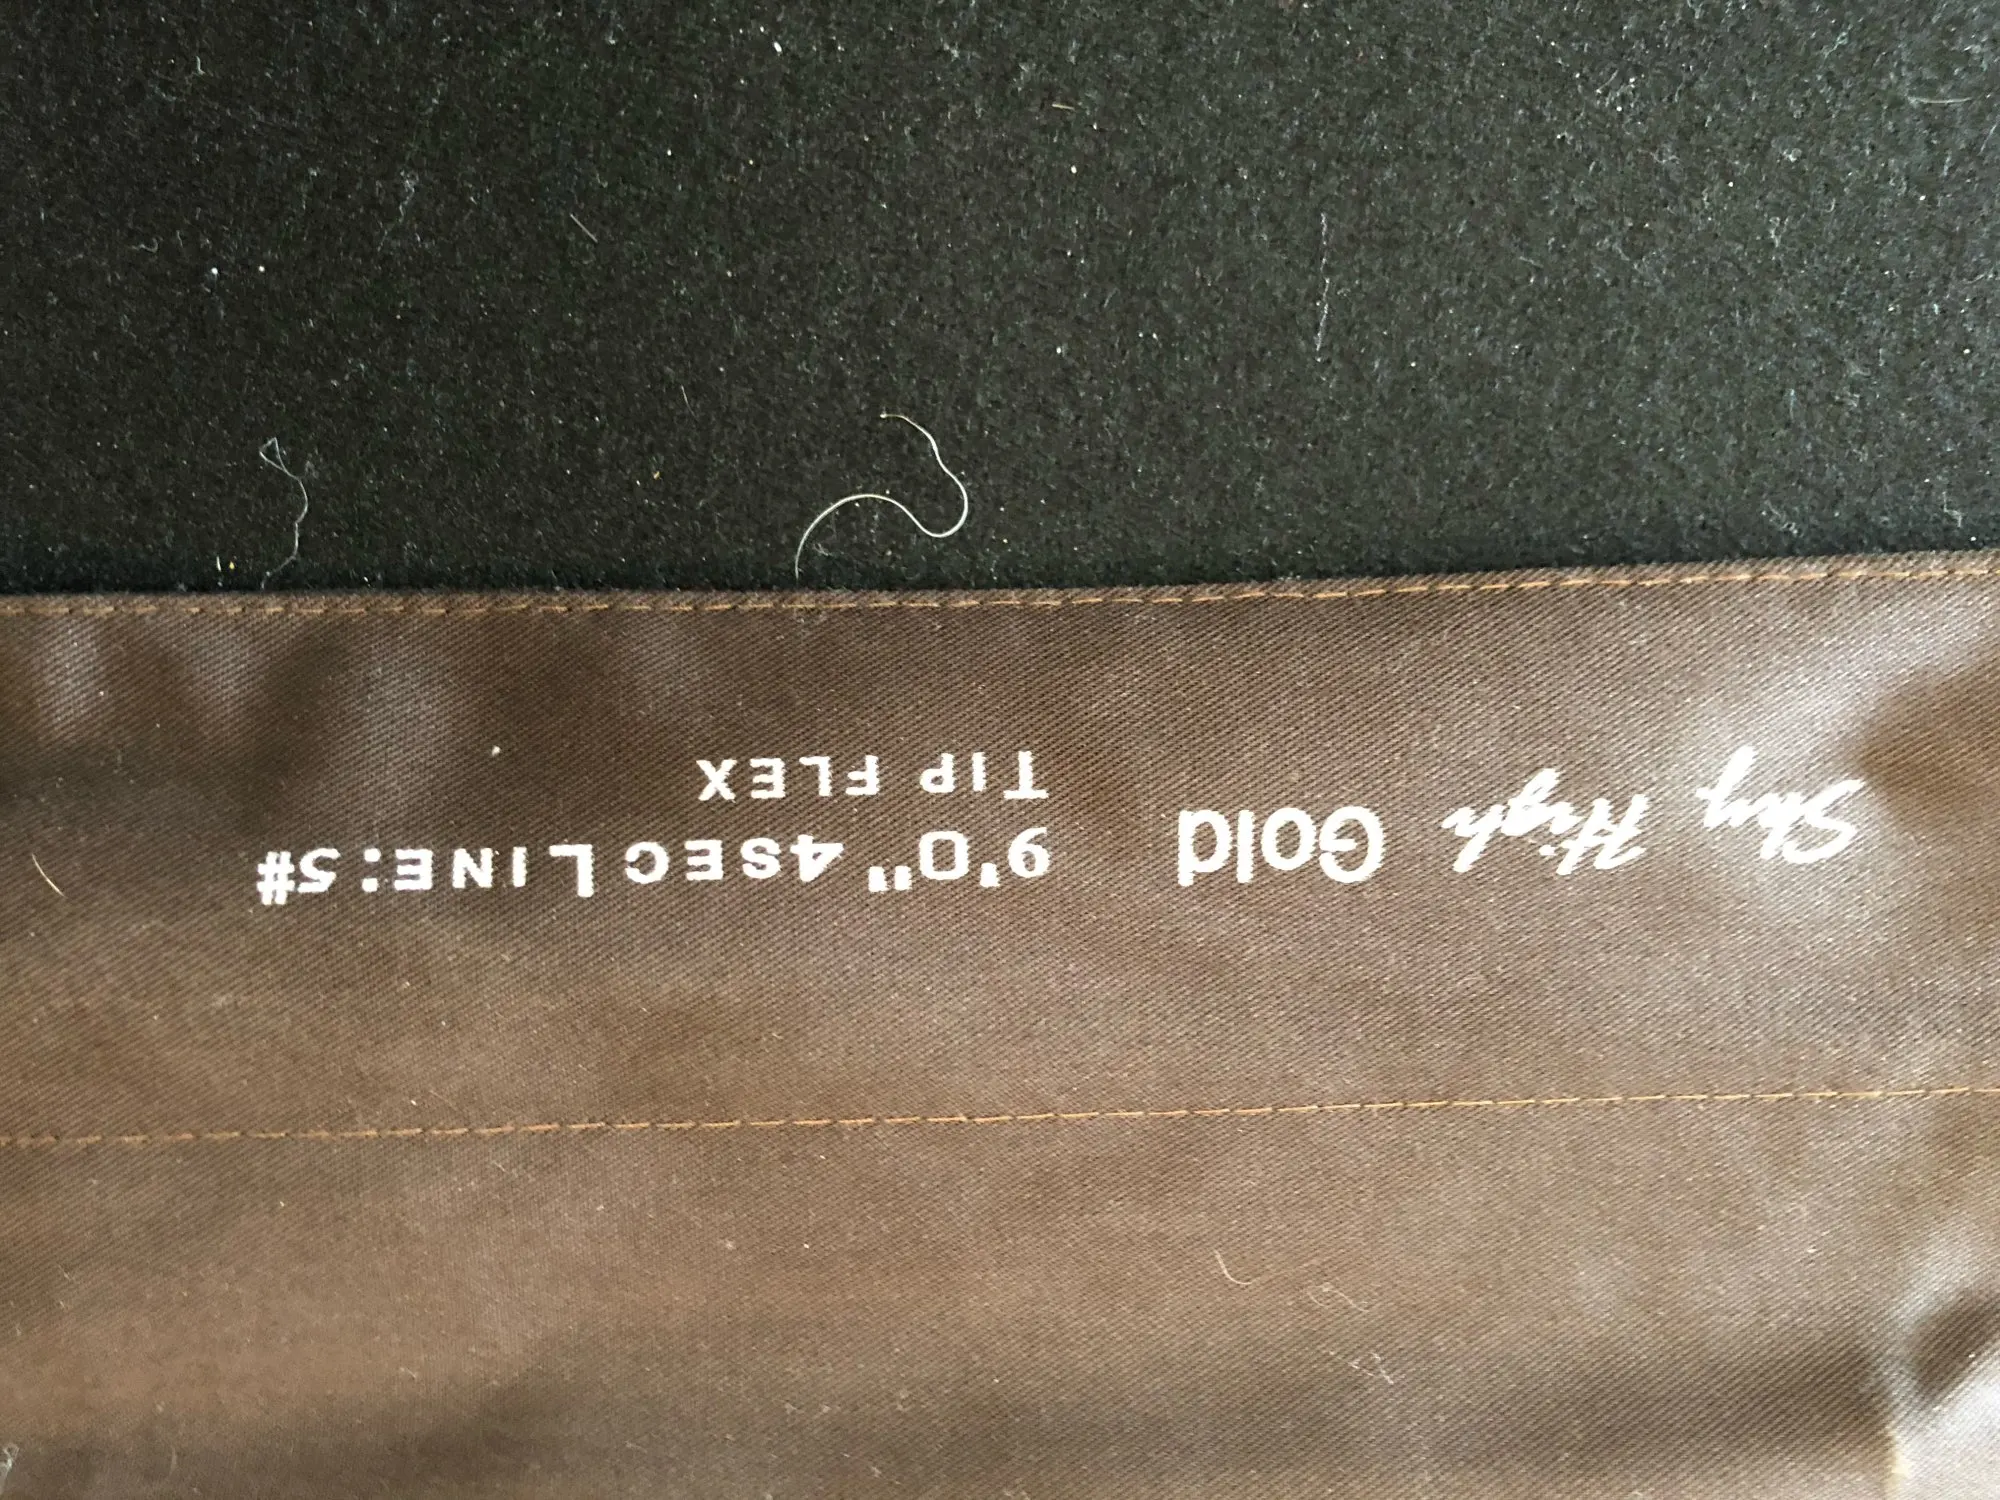 Sky High Gold
9'0" 4SEC LINE:5#
TIP FLEX